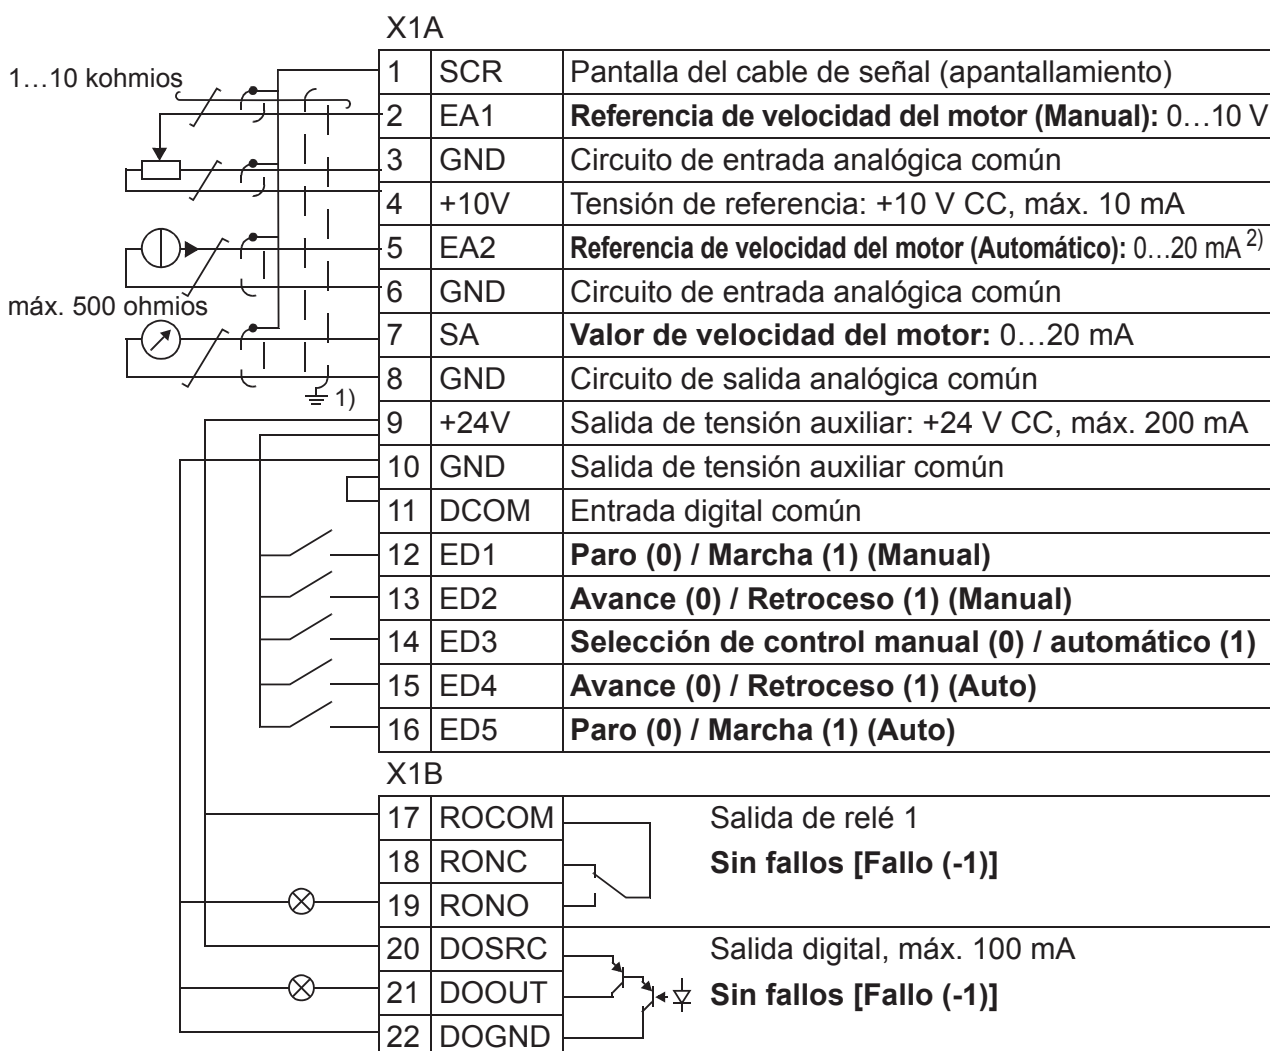 X1A
1…10 kohmios
1 SCR Pantalla del cable de señal (apantallamiento)
2 EA1 Referencia de velocidad del motor (Manual): 0…10 V
3 GND Circuito de entrada analógica común
4 +10V Tensión de referencia: +10 V CC, máx. 10 mA
5 EA2 Referencia de velocidad del motor (Automático): 0…20 mA 2)
6 GND Circuito de entrada analógica común
máx. 500 ohmios
7 SA Valor de velocidad del motor: 0…20 mA
8 GND Circuito de salida analógica común
1)
9 +24V Salida de tensión auxiliar: +24 V CC, máx. 200 mA
10 GND Salida de tensión auxiliar común
11 DCOM Entrada digital común
12 ED1 Paro (0) / Marcha (1) (Manual)
13 ED2 Avance (0) / Retroceso (1) (Manual)
14 ED3 Selección de control manual (0) / automático (1)
15 ED4 Avance (0) / Retroceso (1) (Auto)
16 ED5 Paro (0) / Marcha (1) (Auto)
X1B
17 ROCOM Salida de relé 1
18 RONC Sin fallos [Fallo (-1)]
19 RONO
20 DOSRC Salida digital, máx. 100 mA
21 DOOUT Sin fallos [Fallo (-1)]
22 DOGND